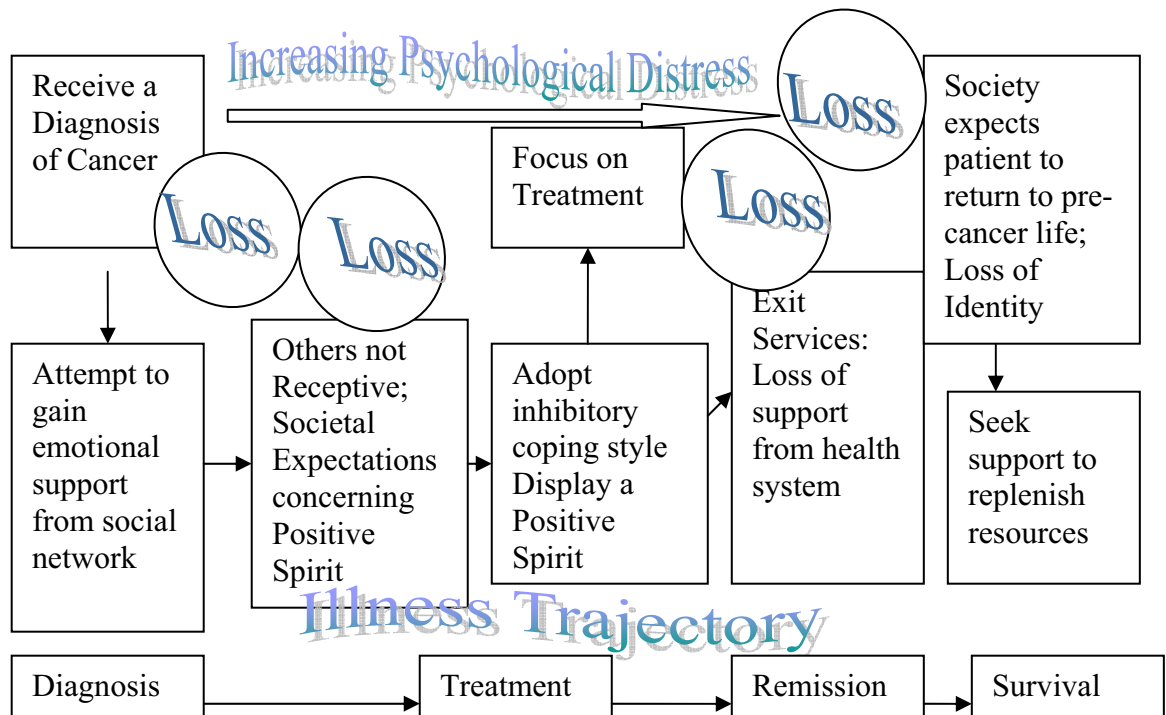 Increasing Psychological Distress
Receive a
Diagnosis
of Cancer
Loss
Loss
Focus on
Treatment
Loss
Loss
Society
expects
patient to
return to pre-
cancer life;
Loss of
Identity
Attempt to
gain
emotional
support
from social
network
Others not
Receptive;
Societal
Expectations
concerning
Positive
Spirit
Adopt
inhibitory
coping style
Display a
Positive
Spirit
Exit
Services:
Loss of
support
from health
system
Seek
support to
replenish
resources
Illness Trajectory
Diagnosis
Treatment
Remission
Survival